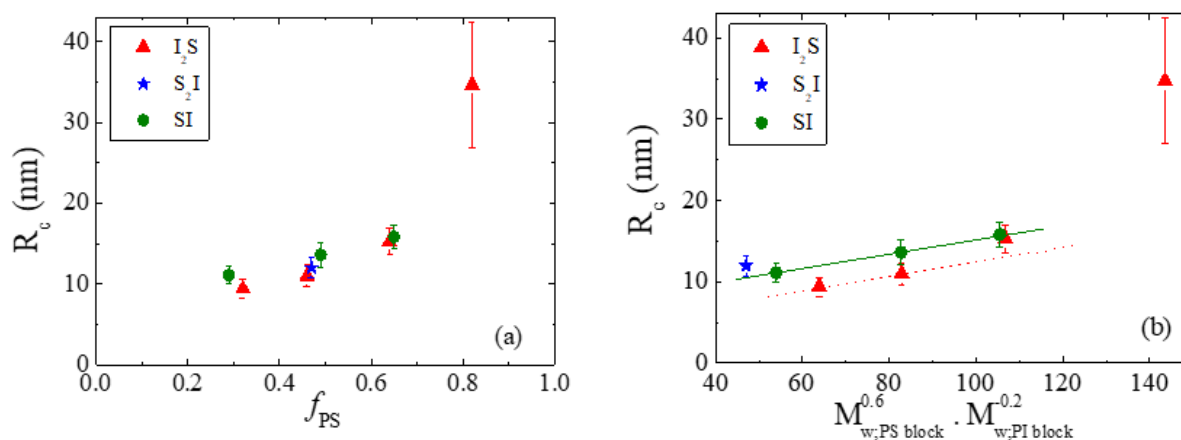 40
30
20
10
0
R_c (nm)
I_2S
S_2I
SI
(a)
0.0 0.2 0.4 0.6 0.8 1.0
f_PS
40
30
20
10
0
R_c (nm)
I_2S
S_2I
SI
(b)
40 60 80 100 120 140
M^0.6_w;PS block . M^-0.2_w;PI block